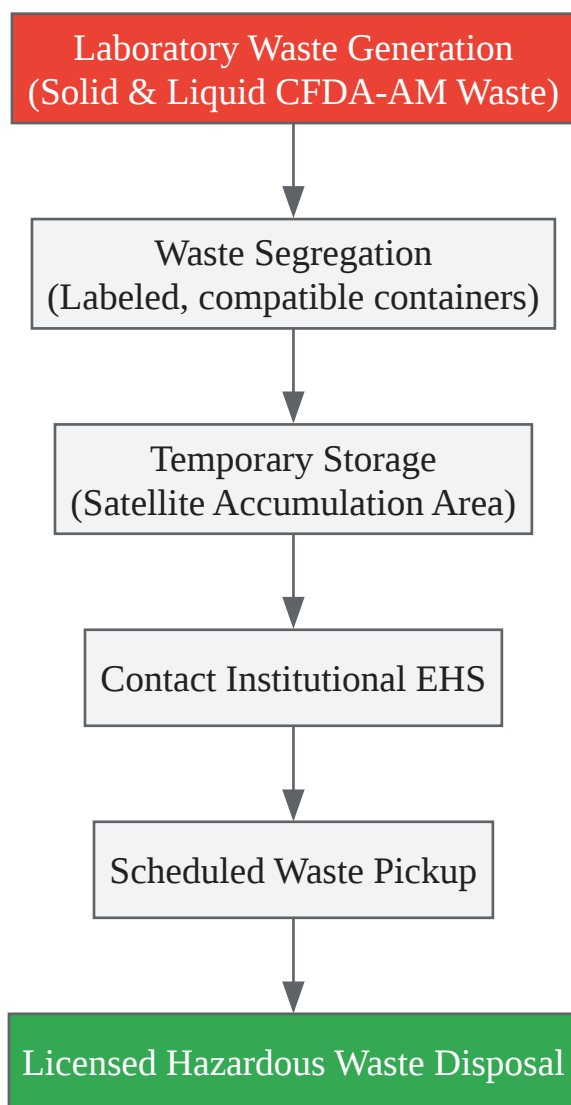 Laboratory Waste Generation
(Solid & Liquid CFDA-AM Waste)
Waste Segregation
(Labeled, compatible containers)
Temporary Storage
(Satellite Accumulation Area)
Contact Institutional EHS
Scheduled Waste Pickup
Licensed Hazardous Waste Disposal